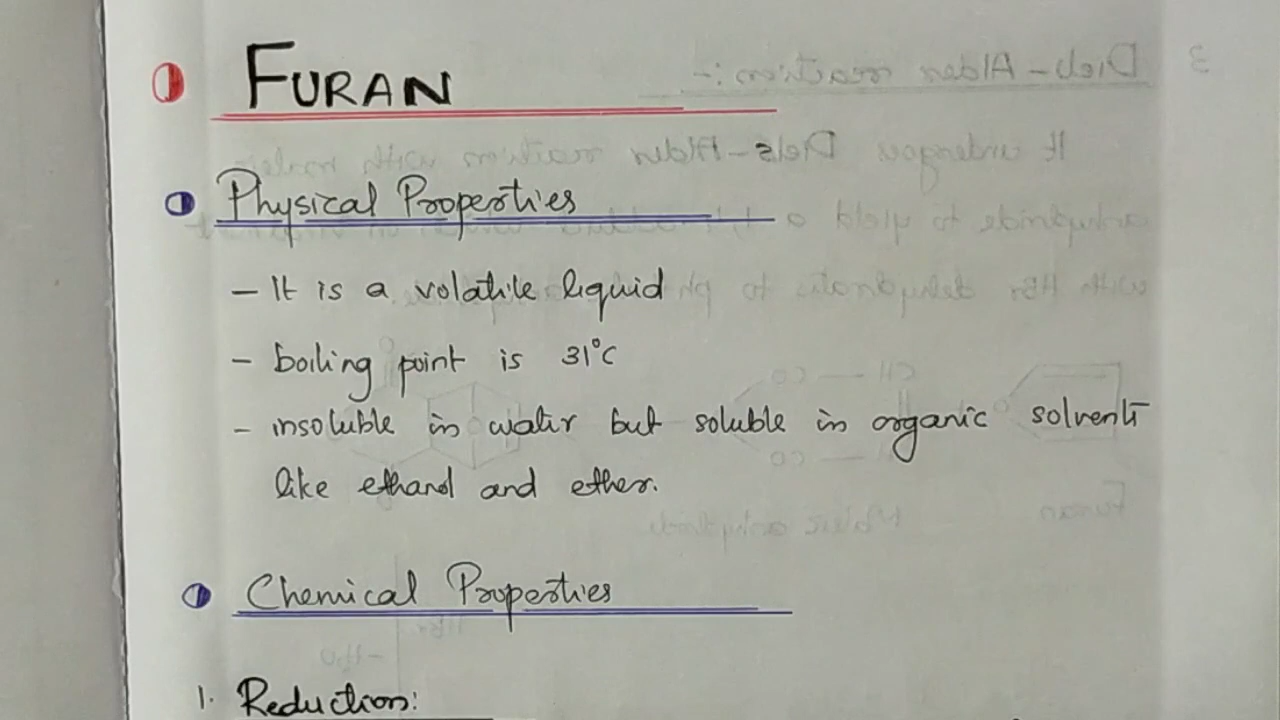 FURAN
Physical Properties
- It is a volatile liquid
- boiling point is 31°C
- insoluble in water but soluble in organic solvents
like ethanol and ether.
Chemical Properties
1. Reduction: